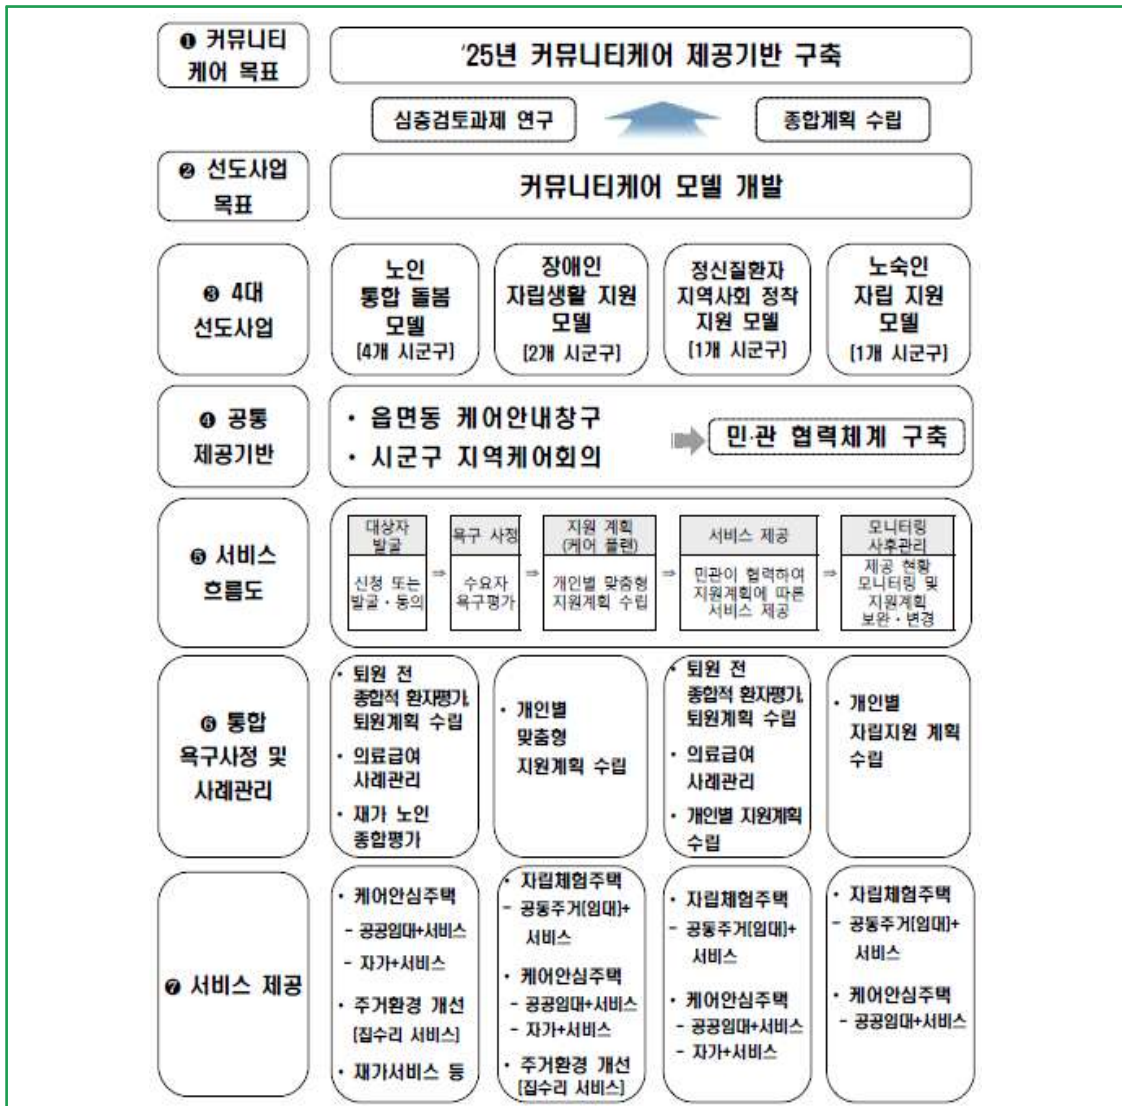 ❶ 커뮤니티
케어 목표
'25년 커뮤니티케어 제공기반 구축
심층검토과제 연구
종합계획 수립
❷ 선도사업
목표
커뮤니티케어 모델 개발
❸ 4대
선도사업
노인
통합 돌봄
모델
[4개 시군구]
장애인
자립생활 지원
모델
[2개 시군구]
정신질환자
지역사회 정착
지원 모델
[1개 시군구]
노숙인
자립 지원
모델
[1개 시군구]
❹ 공통
제공기반
• 읍면동 케어안내창구
• 시군구 지역케어회의
민·관 협력체계 구축
❺ 서비스
흐름도
대상자
발굴
신청 또는
발굴·동의
⇒
욕구 사정
수요자
욕구평가
⇒
지원 계획
(케어 플랜)
개인별 맞춤형
지원계획 수립
⇒
서비스 제공
민관이 협력하여
지원계획에 따른
서비스 제공
⇒
모니터링
사후관리
제공 현황
모니터링 및
지원계획
보완·변경
❻ 통합
욕구사정 및
사례관리
• 퇴원 전
종합적 환자평가,
퇴원계획 수립
• 의료급여
사례관리
• 재가 노인
종합평가
• 개인별
맞춤형
지원계획 수립
• 퇴원 전
종합적 환자평가,
퇴원계획 수립
• 의료급여
사례관리
• 개인별 지원계획
수립
• 개인별
자립지원 계획
수립
❼ 서비스 제공
• 케어안심주택
- 공공임대+서비스
- 자가+서비스
• 주거환경 개선
[집수리 서비스]
• 재가서비스 등
• 자립체험주택
- 공동주거[임대]+
서비스
• 케어안심주택
- 공공임대+서비스
- 자가+서비스
• 주거환경 개선
[집수리 서비스]
• 자립체험주택
- 공동주거[임대]+
서비스
• 케어안심주택
- 공공임대+서비스
- 자가+서비스
• 자립체험주택
- 공동주거[임대]+
서비스
• 케어안심주택
- 공공임대+서비스